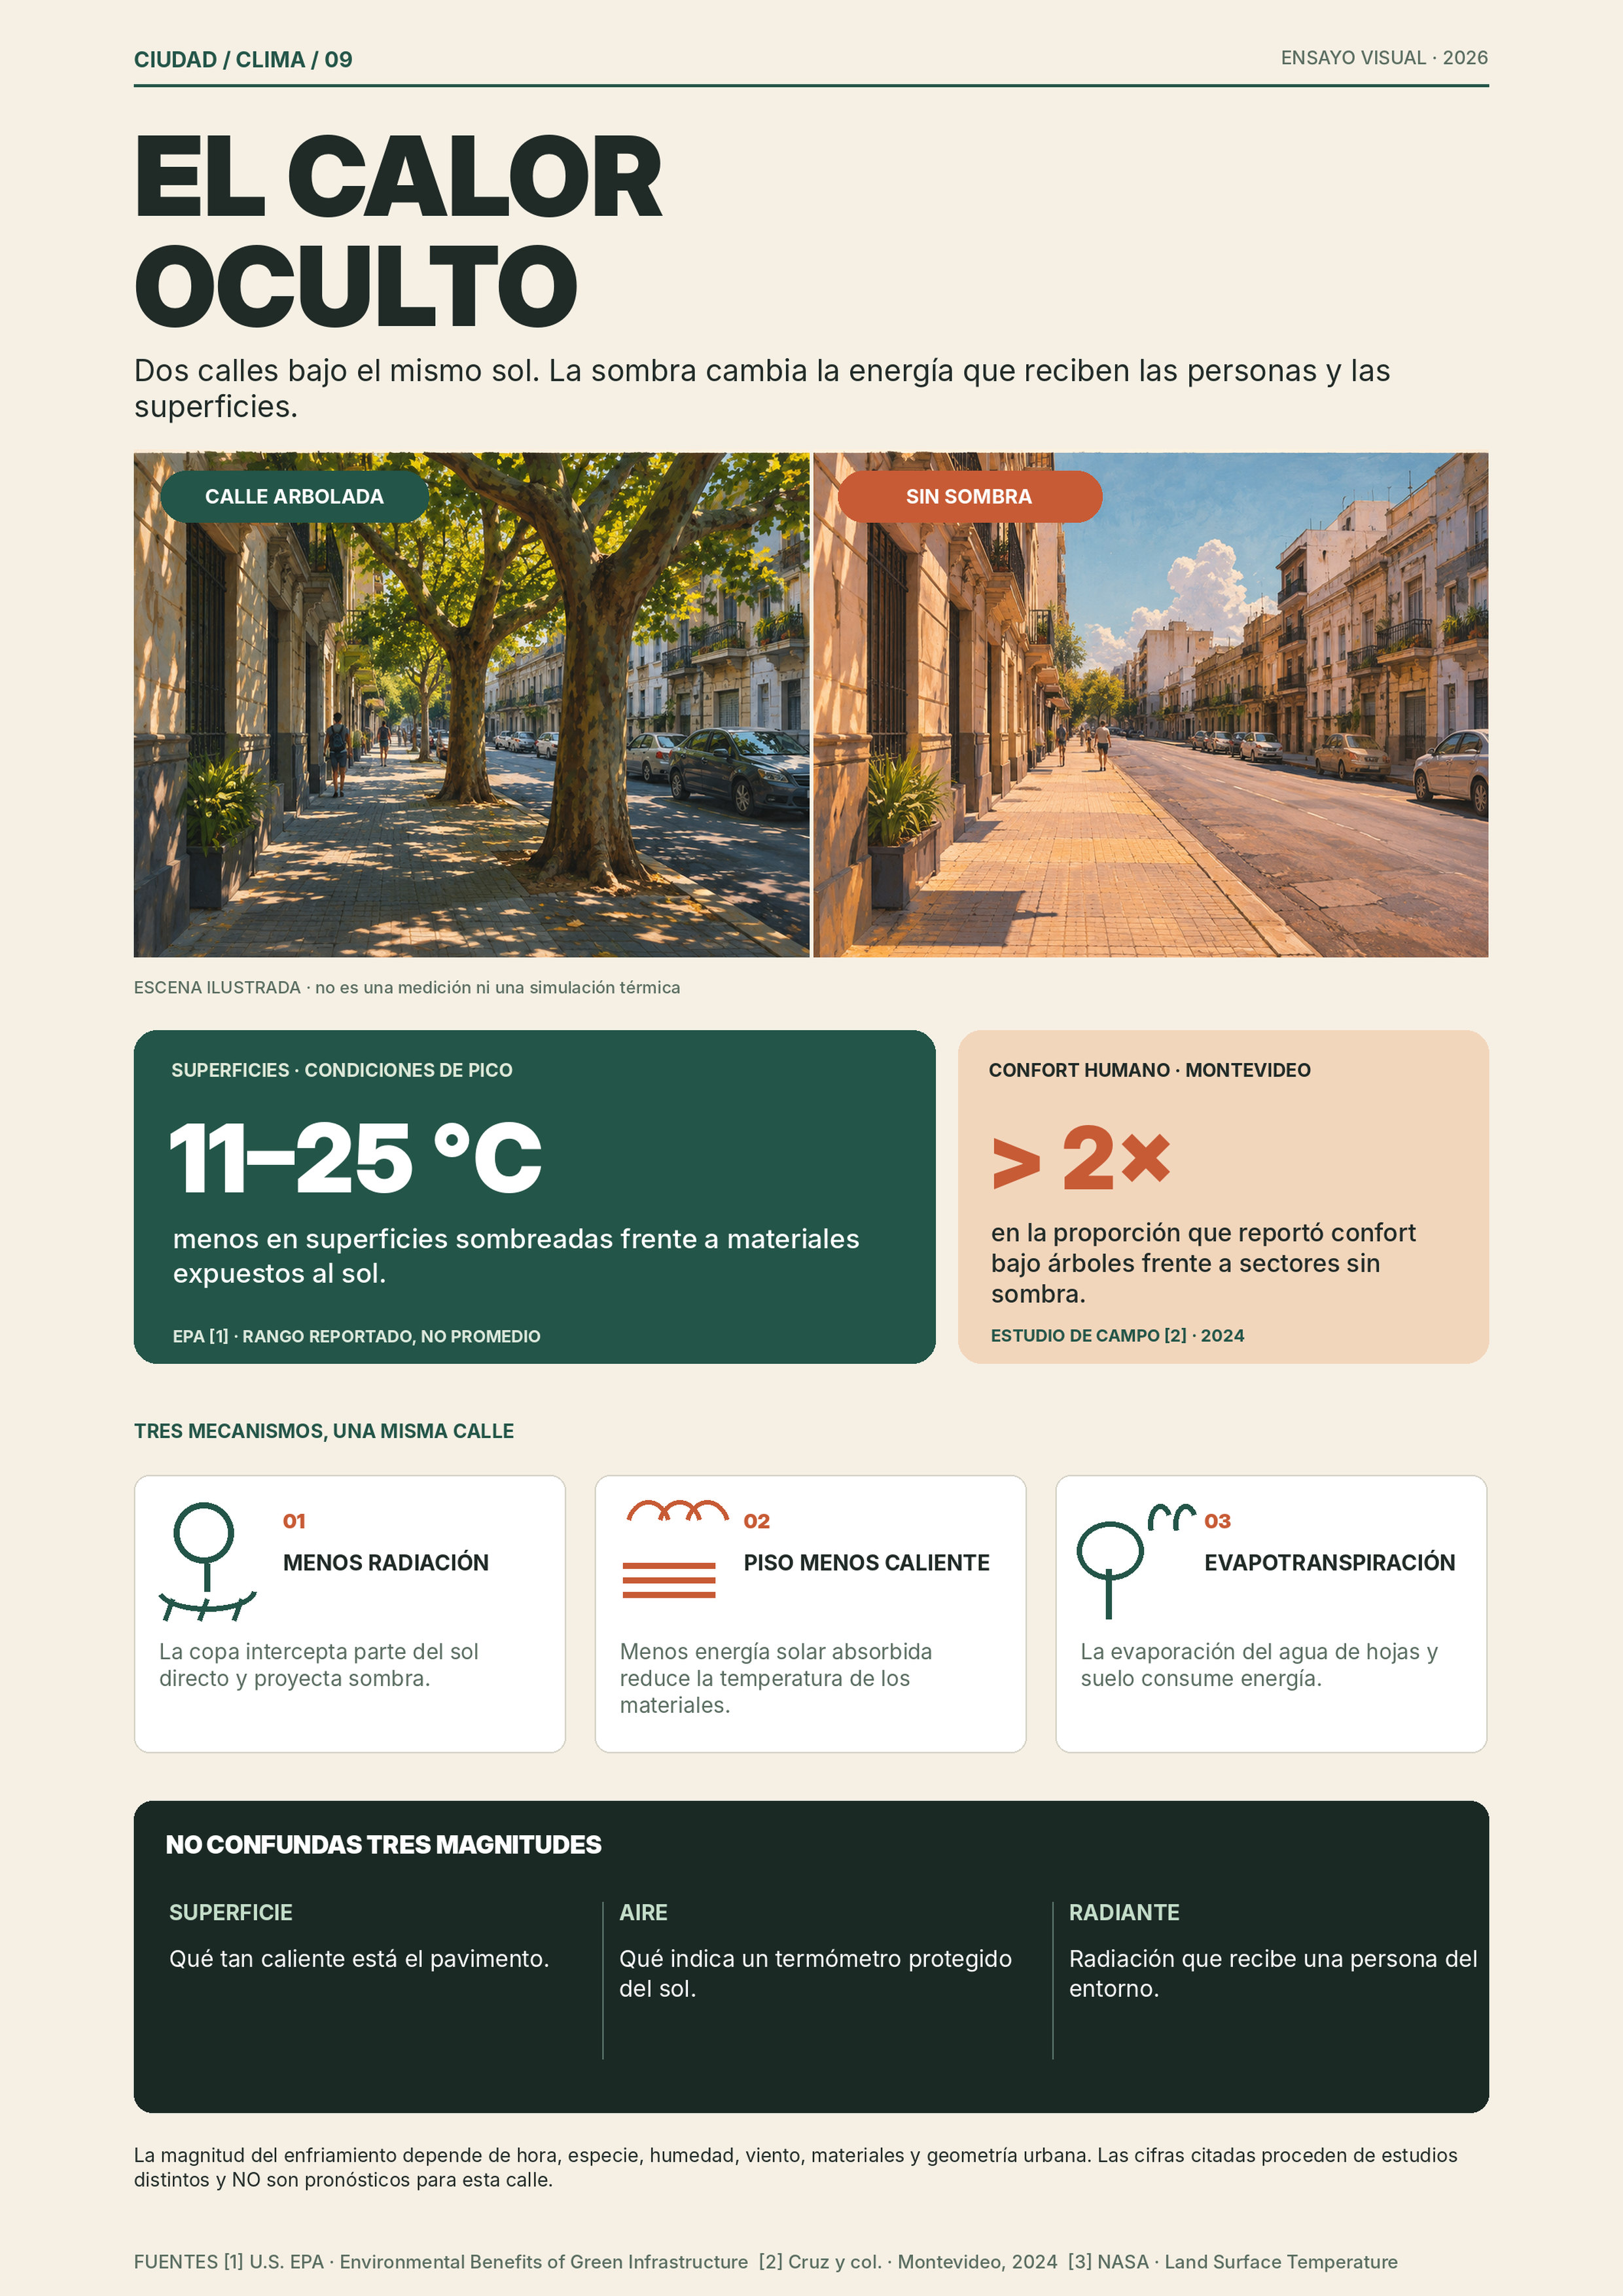 CIUDAD / CLIMA / 09
ENSAYO VISUAL · 2026
EL CALOR
OCULTO
Dos calles bajo el mismo sol. La sombra cambia la energía que reciben las personas y las
superficies.
CALLE ARBOLADA
SIN SOMBRA
ESCENA ILUSTRADA · no es una medición ni una simulación térmica
SUPERFICIES · CONDICIONES DE PICO
11–25 °C
menos en superficies sombreadas frente a materiales
expuestos al sol.
EPA [1] · RANGO REPORTADO, NO PROMEDIO
CONFORT HUMANO · MONTEVIDEO
> 2×
en la proporción que reportó confort
bajo árboles frente a sectores sin
sombra.
ESTUDIO DE CAMPO [2] · 2024
TRES MECANISMOS, UNA MISMA CALLE
01
MENOS RADIACIÓN
La copa intercepta parte del sol
directo y proyecta sombra.
02
PISO MENOS CALIENTE
Menos energía solar absorbida
reduce la temperatura de los
materiales.
03
EVAPOTRANSPIRACIÓN
La evaporación del agua de hojas y
suelo consume energía.
NO CONFUNDAS TRES MAGNITUDES
SUPERFICIE
Qué tan caliente está el pavimento.
AIRE
Qué indica un termómetro protegido
del sol.
RADIANTE
Radiación que recibe una persona del
entorno.
La magnitud del enfriamiento depende de hora, especie, humedad, viento, materiales y geometría urbana. Las cifras citadas proceden de estudios
distintos y NO son pronósticos para esta calle.
FUENTES [1] U.S. EPA · Environmental Benefits of Green Infrastructure [2] Cruz y col. · Montevideo, 2024 [3] NASA · Land Surface Temperature